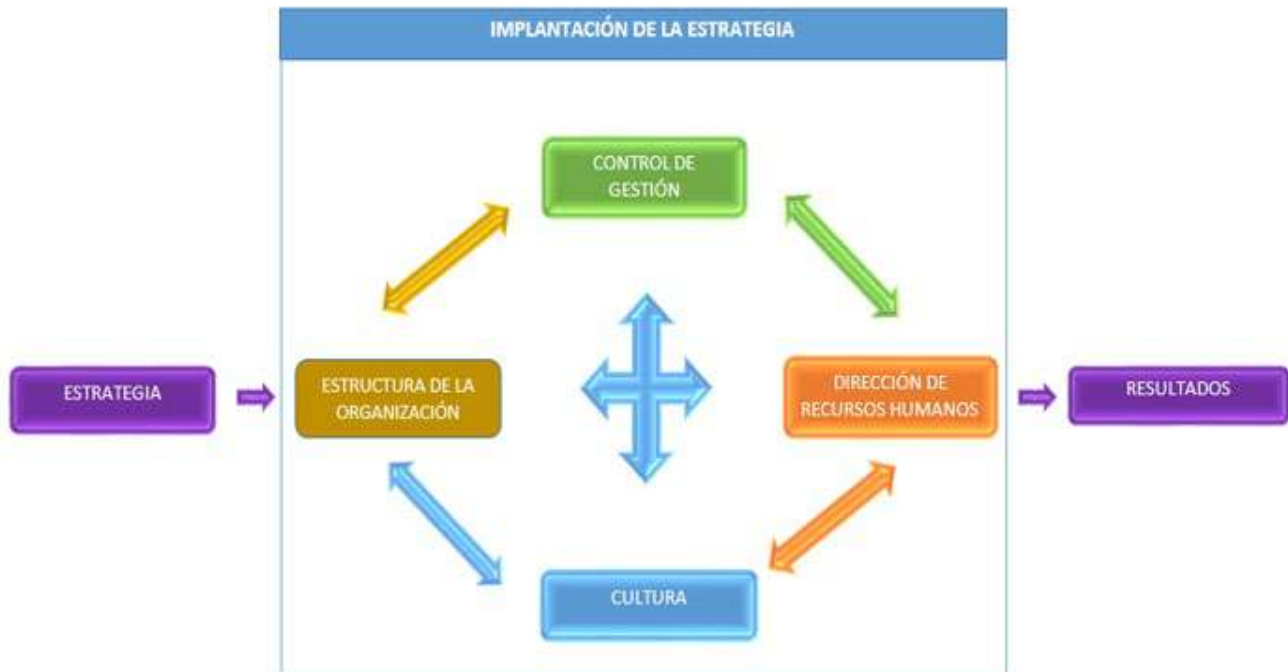 IMPLANTACIÓN DE LA ESTRATEGIA
CONTROL DE
GESTIÓN
ESTRATEGIA
ESTRUCTURA DE LA
ORGANIZACIÓN
DIRECCIÓN DE
RECURSOS HUMANOS
RESULTADOS
CULTURA